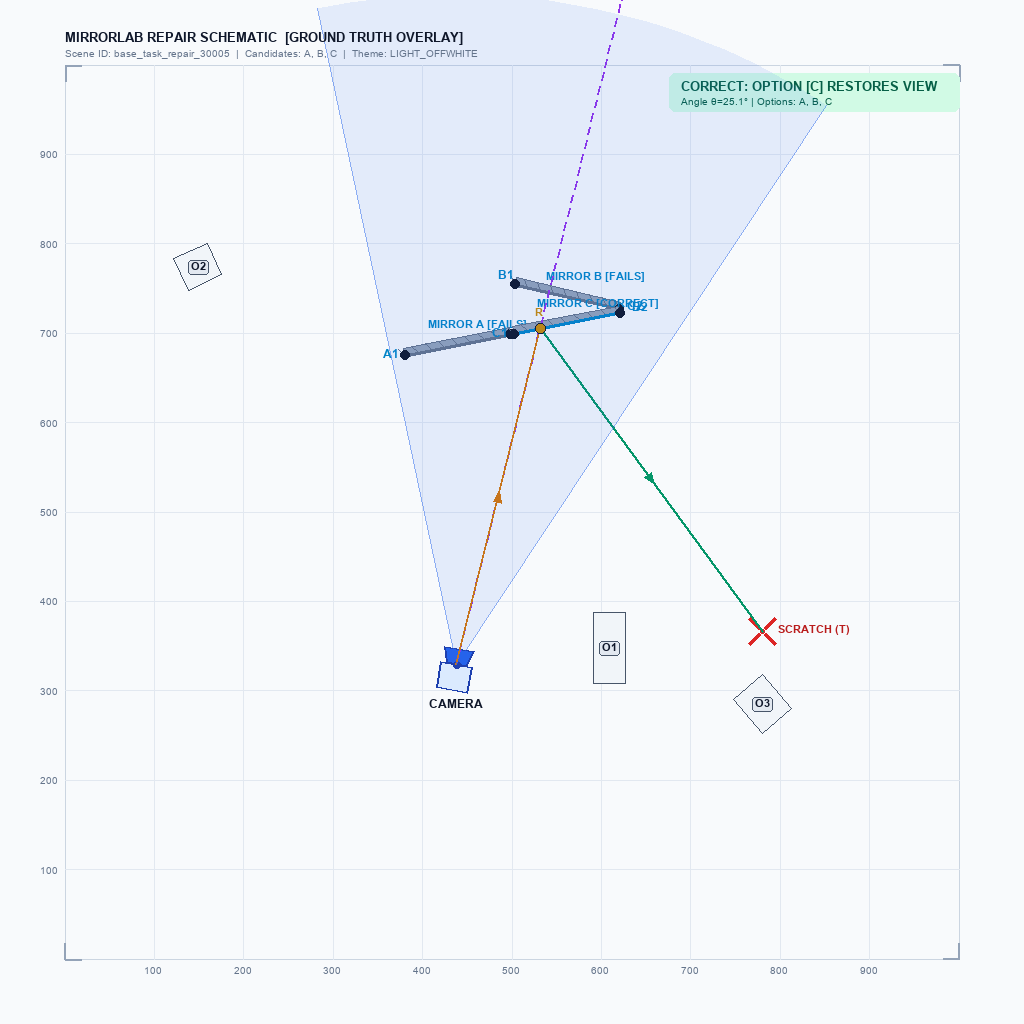 MIRRORLAB REPAIR SCHEMATIC [GROUND TRUTH OVERLAY]
Scene ID: base_task_repair_30005 | Candidates: A, B, C | Theme: LIGHT_OFFWHITE
CORRECT: OPTION [C] RESTORES VIEW
Angle θ=25.1° | Options: A, B, C
900
800
700
600
500
400
300
200
100
O2
B1
MIRROR B [FAILS]
MIRROR C [CORRECT]
R
MIRROR A [FAILS]
A1
SCRATCH (T)
O1
CAMERA
O3
100
200
300
400
500
600
700
800
900